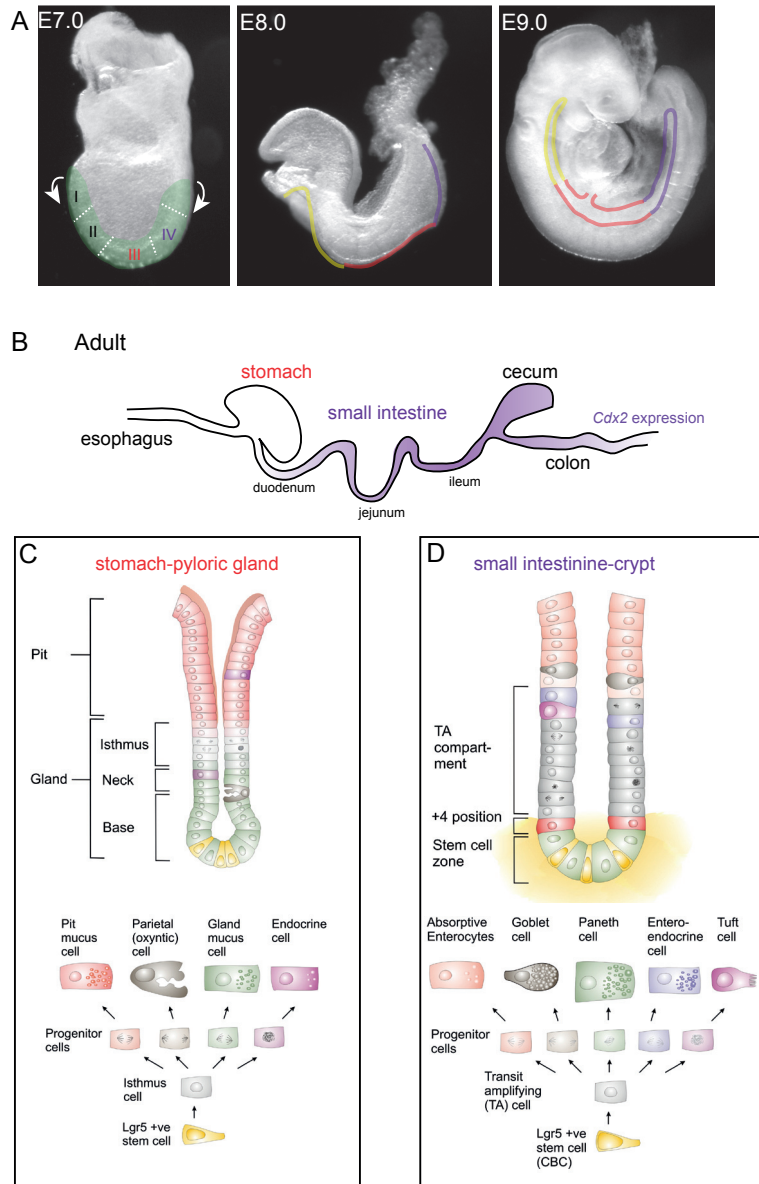 A
E7.0
E8.0
E9.0
I
II
III
IV
B
Adult
stomach
cecum
small intestine
Cdx2 expression
esophagus
duodenum
ileum
colon
jejunum
C
stomach-pyloric gland
Pit
Isthmus
Gland
Neck
Base
Pit
mucus
cell
Parietal
(oxyntic)
cell
Gland
mucus
cell
Endocrine
cell
Progenitor
cells
Isthmus
cell
Lgr5 +ve
stem cell
D
small intestinine-crypt
TA
compart-
ment
+4 position
Stem cell
zone
Absorptive
Enterocytes
Goblet
cell
Paneth
cell
Entero-
endocrine
cell
Tuft
cell
Progenitor
cells
Transit
amplifying
(TA) cell
Lgr5 +ve
stem cell
(CBC)